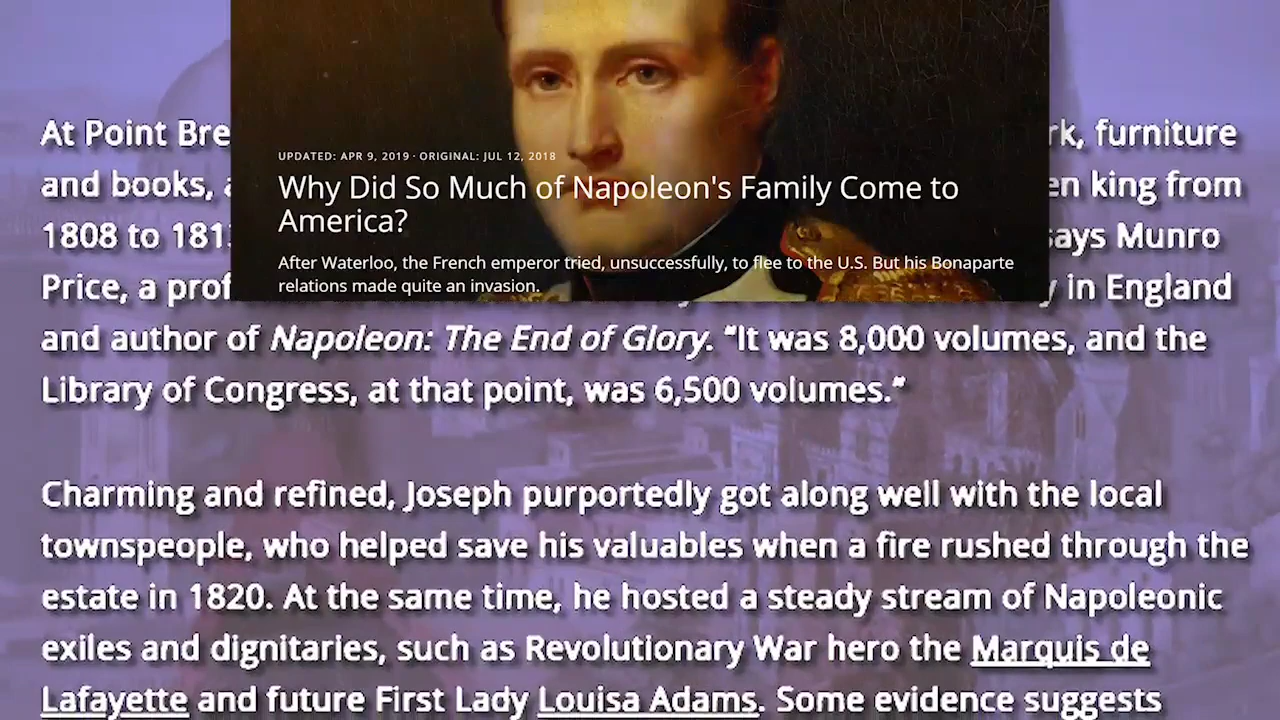 UPDATED: APR 9, 2019 · ORIGINAL: JUL 12, 2018
Why Did So Much of Napoleon's Family Come to
America?
After Waterloo, the French emperor tried, unsuccessfully, to flee to the U.S. But his Bonaparte
relations made quite an invasion.
At Point furniture
and books, king from
1808 to says Munro
Price, a in England
and author of Napoleon: The End of Glory. “It was 8,000 volumes, and the
Library of Congress, at that point, was 6,500 volumes.”
Charming and refined, Joseph purportedly got along well with the local
townspeople, who helped save his valuables when a fire rushed through the
estate in 1820. At the same time, he hosted a steady stream of Napoleonic
exiles and dignitaries, such as Revolutionary War hero the Marquis de
Lafayette and future First Lady Louisa Adams. Some evidence suggests